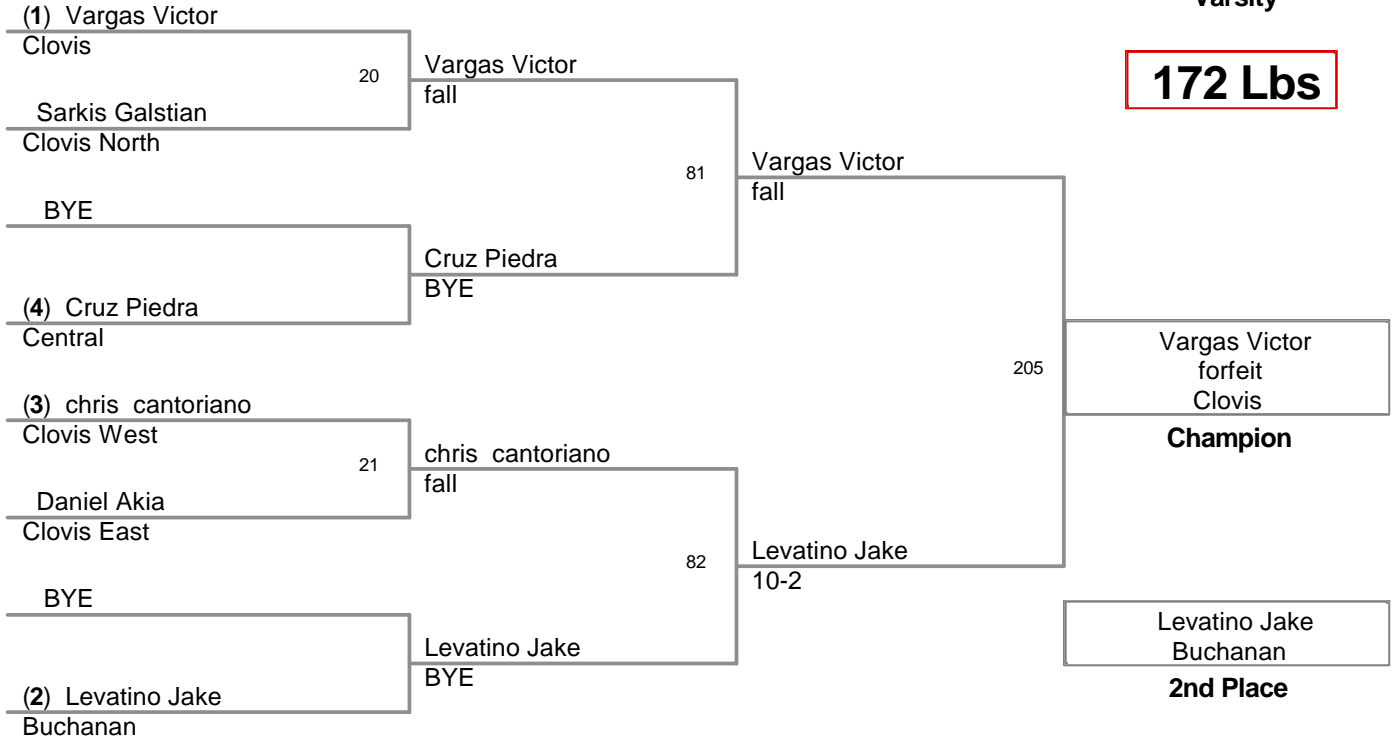 Varsity
172 Lbs
(1) Vargas Victor
Clovis
20
Sarkis Galstian
Clovis North
BYE
(4) Cruz Piedra
Central
(3) chris cantoriano
Clovis West
21
Daniel Akia
Clovis East
BYE
(2) Levatino Jake
Buchanan
Vargas Victor
fall
81
Cruz Piedra
BYE
chris cantoriano
fall
82
Levatino Jake
BYE
Vargas Victor
fall
205
Levatino Jake
10-2
Vargas Victor
forfeit
Clovis
Champion
Levatino Jake
Buchanan
2nd Place